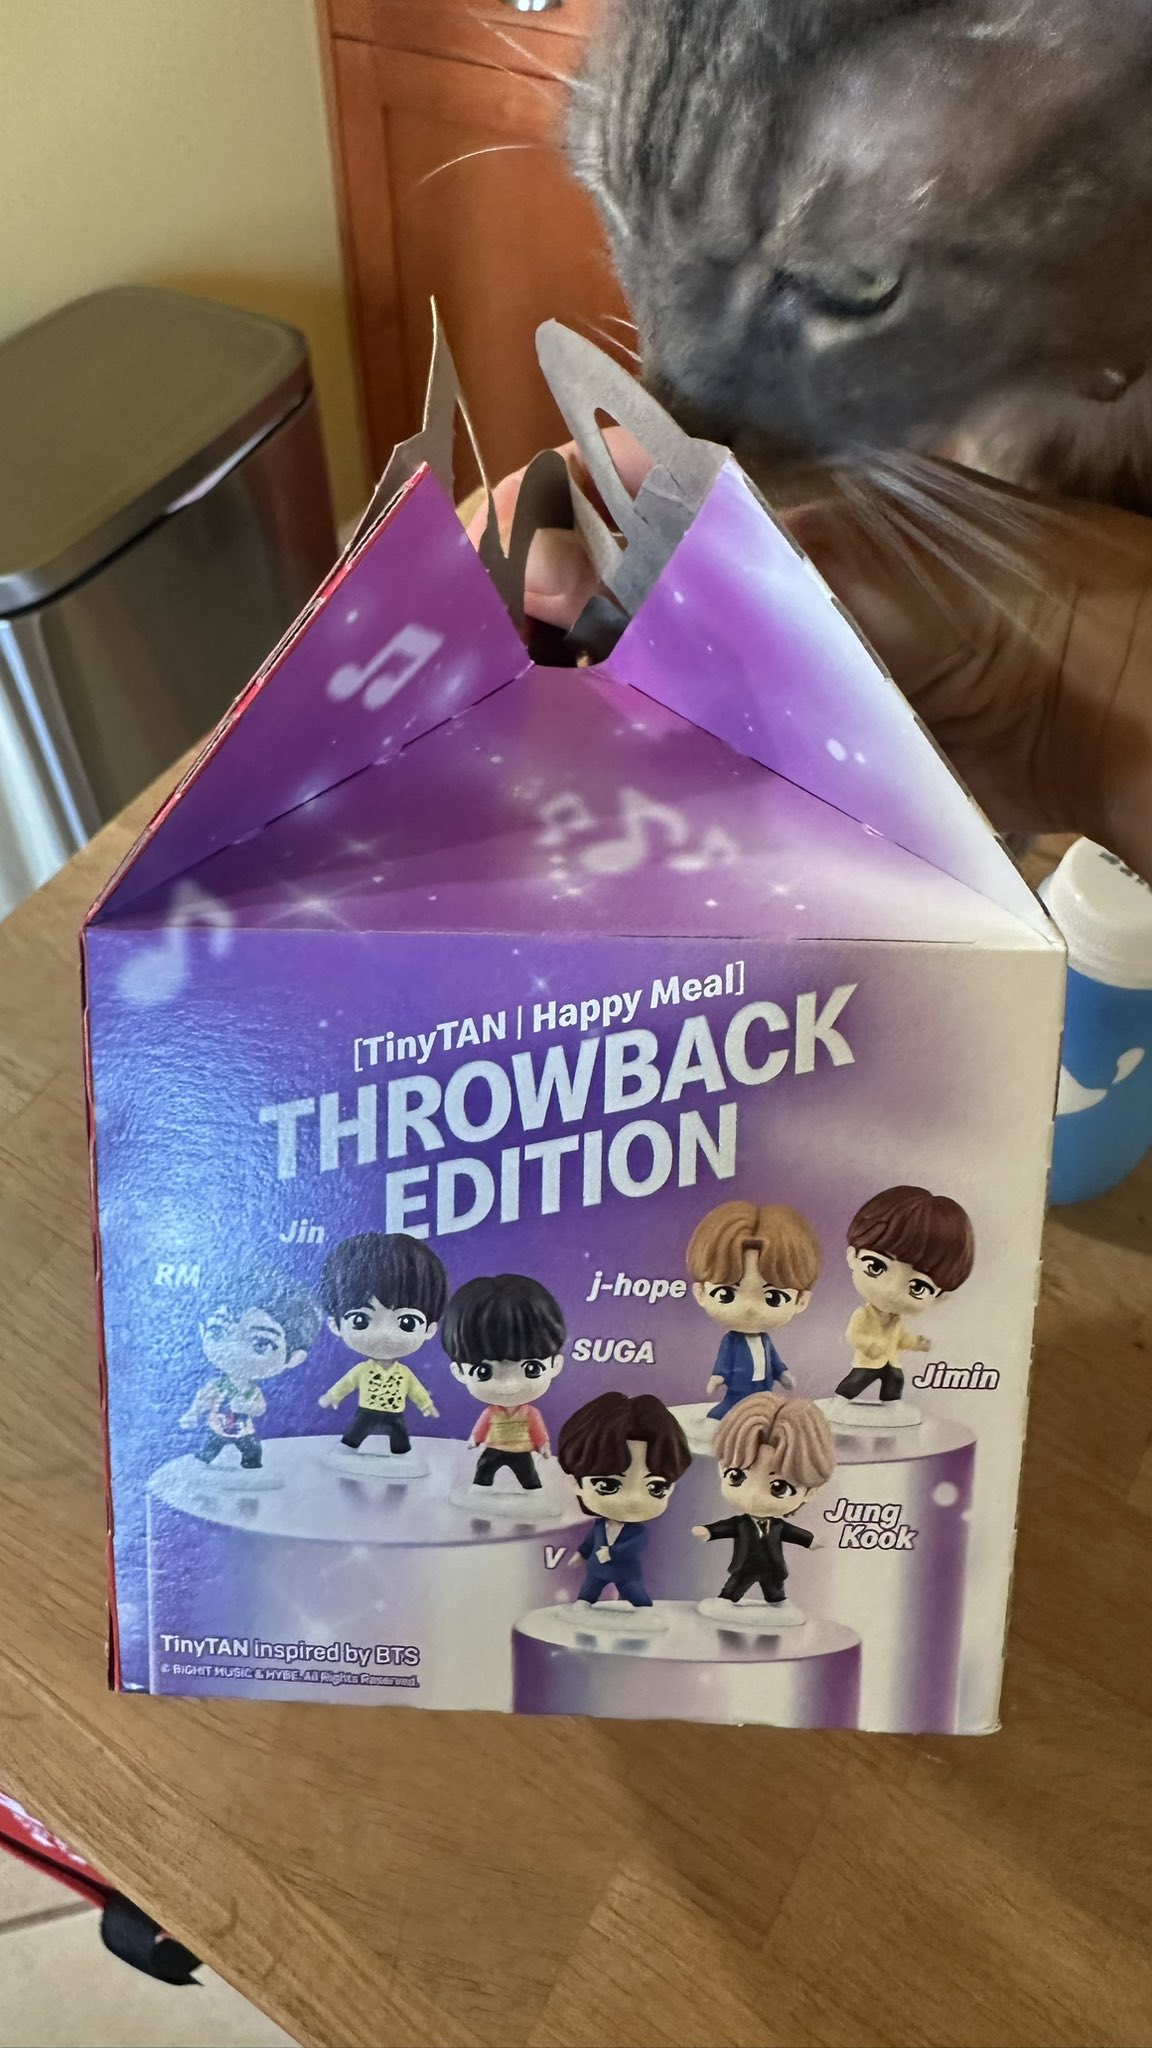 [TinyTAN | Happy Meal]
THROWBACK
EDITION
Jin
RM
j-hope
SUGA
Jimin
Jung
Kook
V
TinyTAN inspired by BTS
© BIGHIT MUSIC & HYBE. All Rights Reserved.